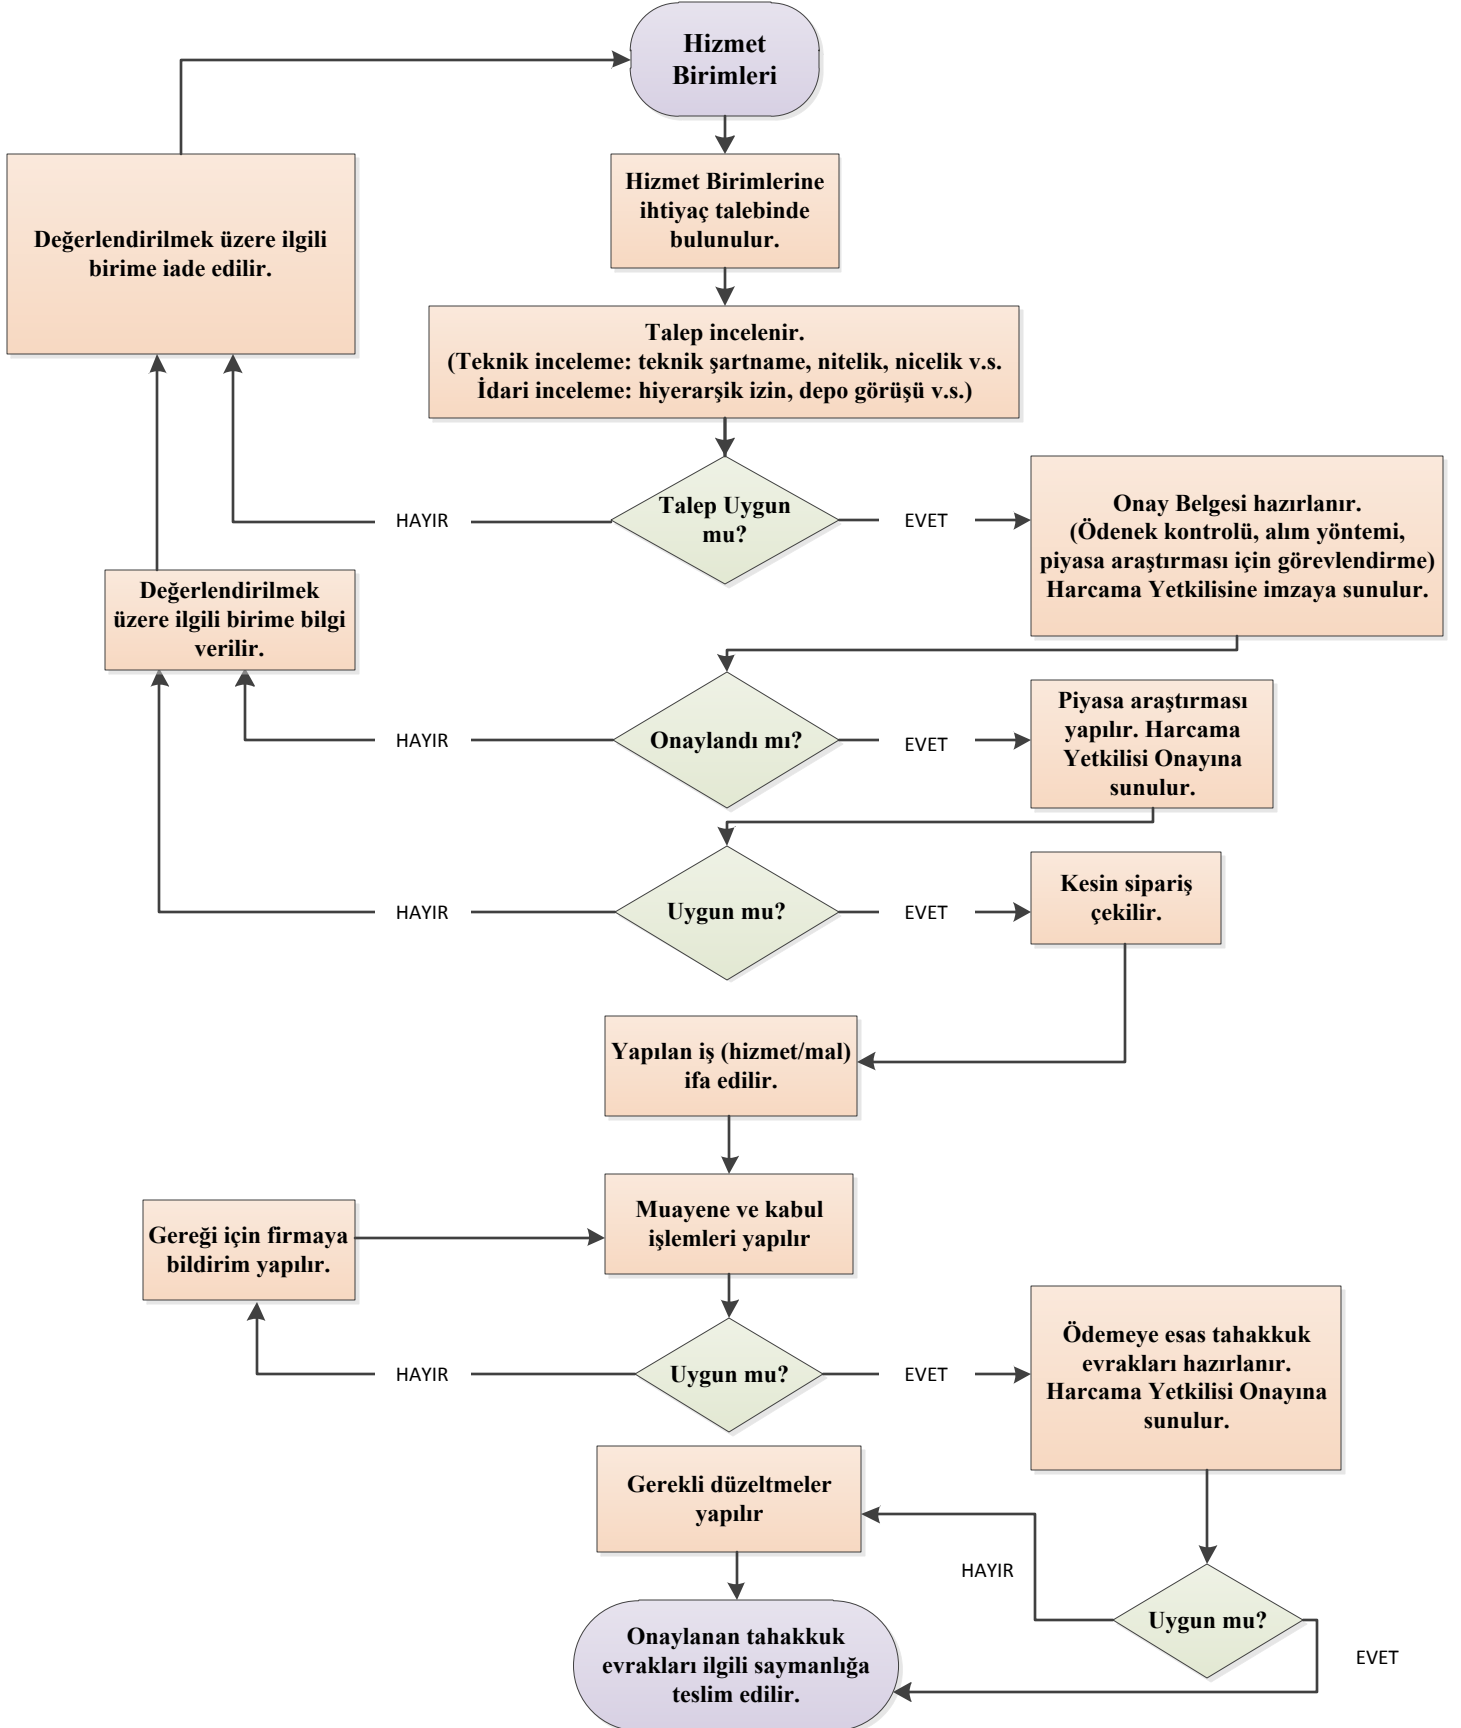 Hizmet
Birimleri
Hizmet Birimlerine
ihtiyaç talebinde
bulunulur.
Değerlendirilmek üzere ilgili
birime iade edilir.
Talep incelenir.
(Teknik inceleme: teknik şartname, nitelik, nicelik v.s.
İdari inceleme: hiyerarşik izin, depo görüşü v.s.)
HAYIR
Talep Uygun
mu?
EVET
Onay Belgesi hazırlanır.
(Ödenek kontrolü, alım yöntemi,
piyasa araştırması için görevlendirme)
Harcama Yetkilisine imzaya sunulur.
Değerlendirilmek
üzere ilgili birime bilgi
verilir.
HAYIR
Onaylandı mı?
EVET
Piyasa araştırması
yapılır. Harcama
Yetkilisi Onayına
sunulur.
HAYIR
Uygun mu?
EVET
Kesin sipariş
çekilir.
Yapılan iş (hizmet/mal)
ifa edilir.
Gereği için firmaya
bildirim yapılır.
Muayene ve kabul
işlemleri yapılır
HAYIR
Uygun mu?
EVET
Ödemeye esas tahakkuk
evrakları hazırlanır.
Harcama Yetkilisi Onayına
sunulur.
Gerekli düzeltmeler
yapılır
HAYIR
Uygun mu?
EVET
Onaylanan tahakkuk
evrakları ilgili saymanlığa
teslim edilir.